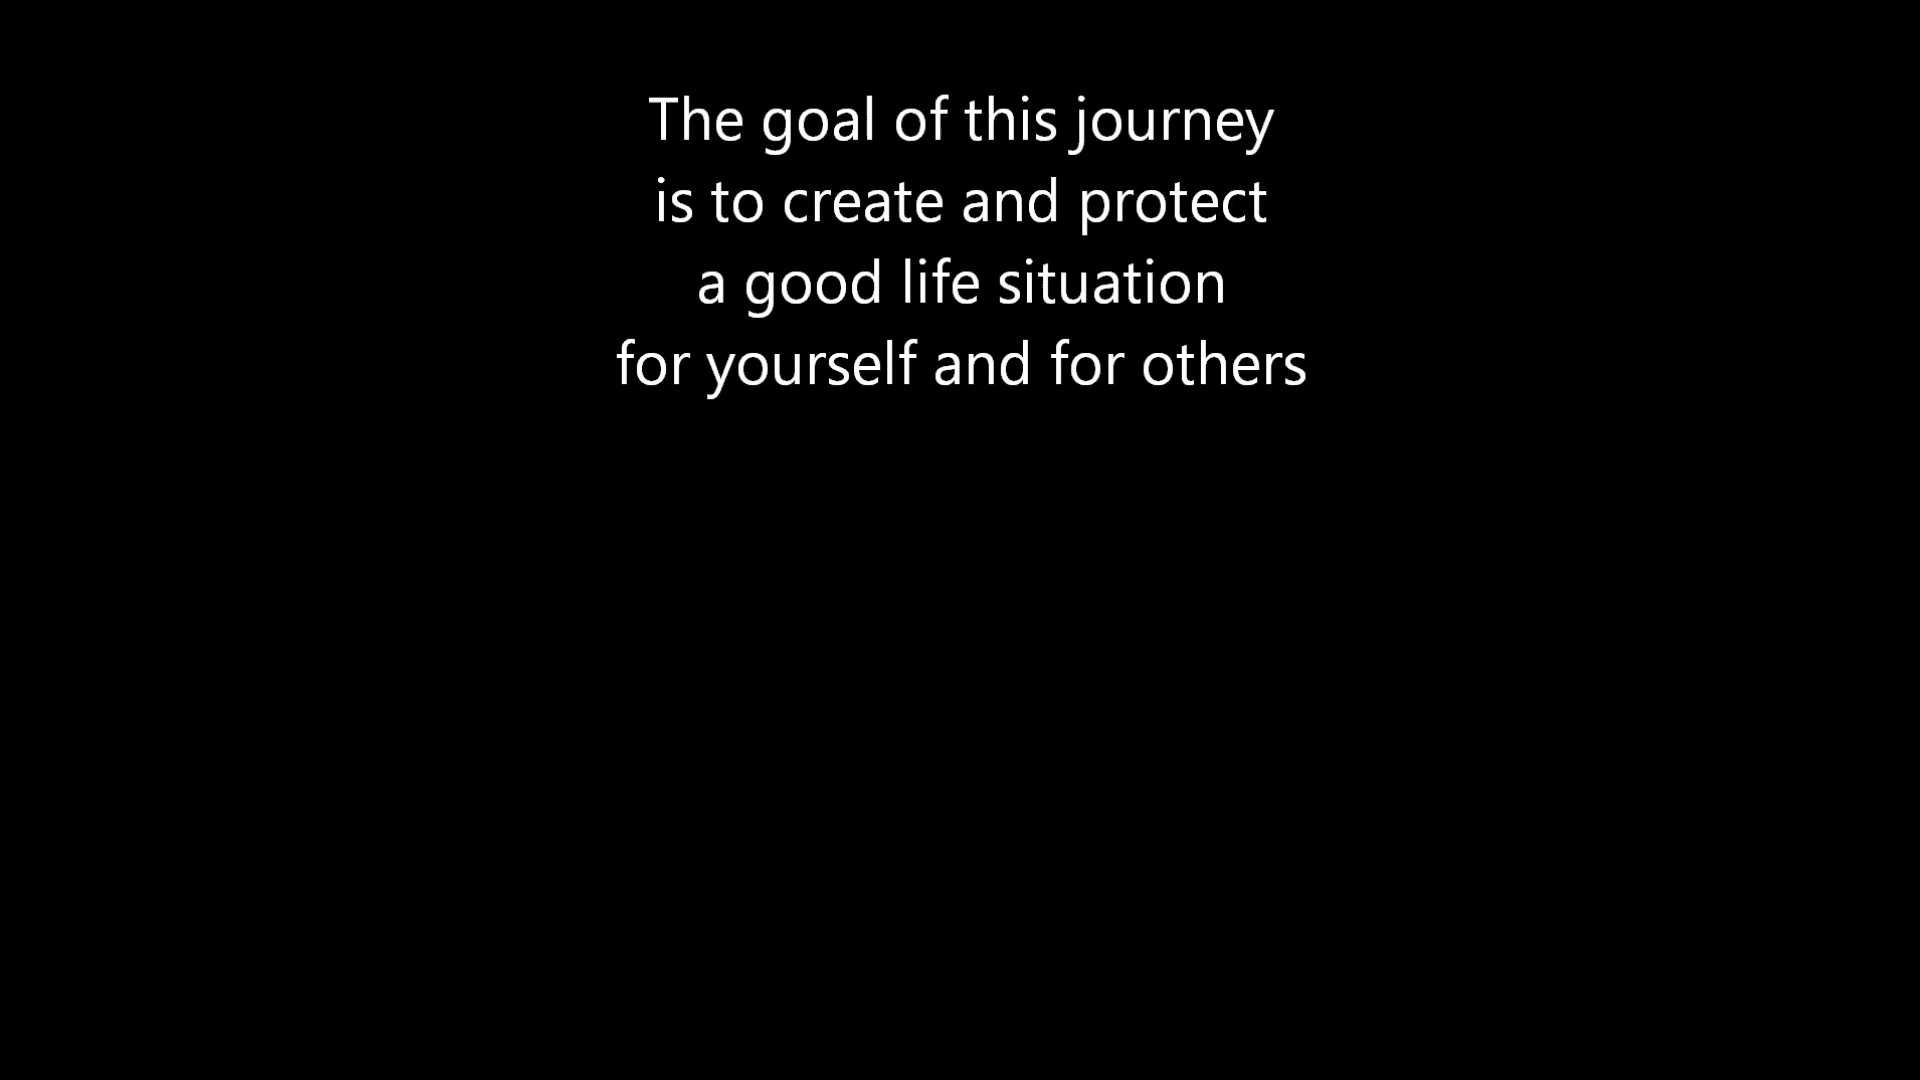 The goal of this journey
is to create and protect
a good life situation
for yourself and for others